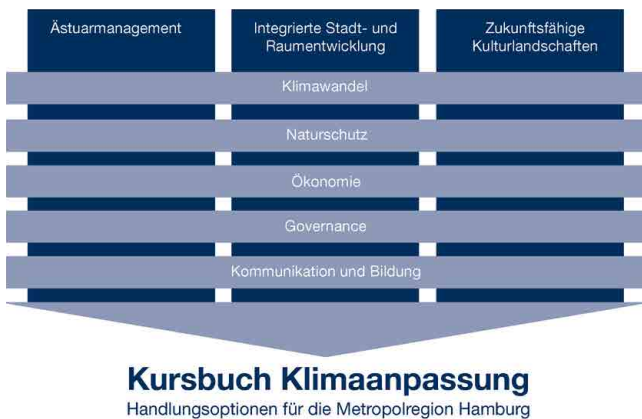 Ästuarmanagement
Integrierte Stadt- und
Raumentwicklung
Zukunftsfähige
Kulturlandschaften
Klimawandel
Naturschutz
Ökonomie
Governance
Kommunikation und Bildung
Kursbuch Klimaanpassung
Handlungsoptionen für die Metropolregion Hamburg